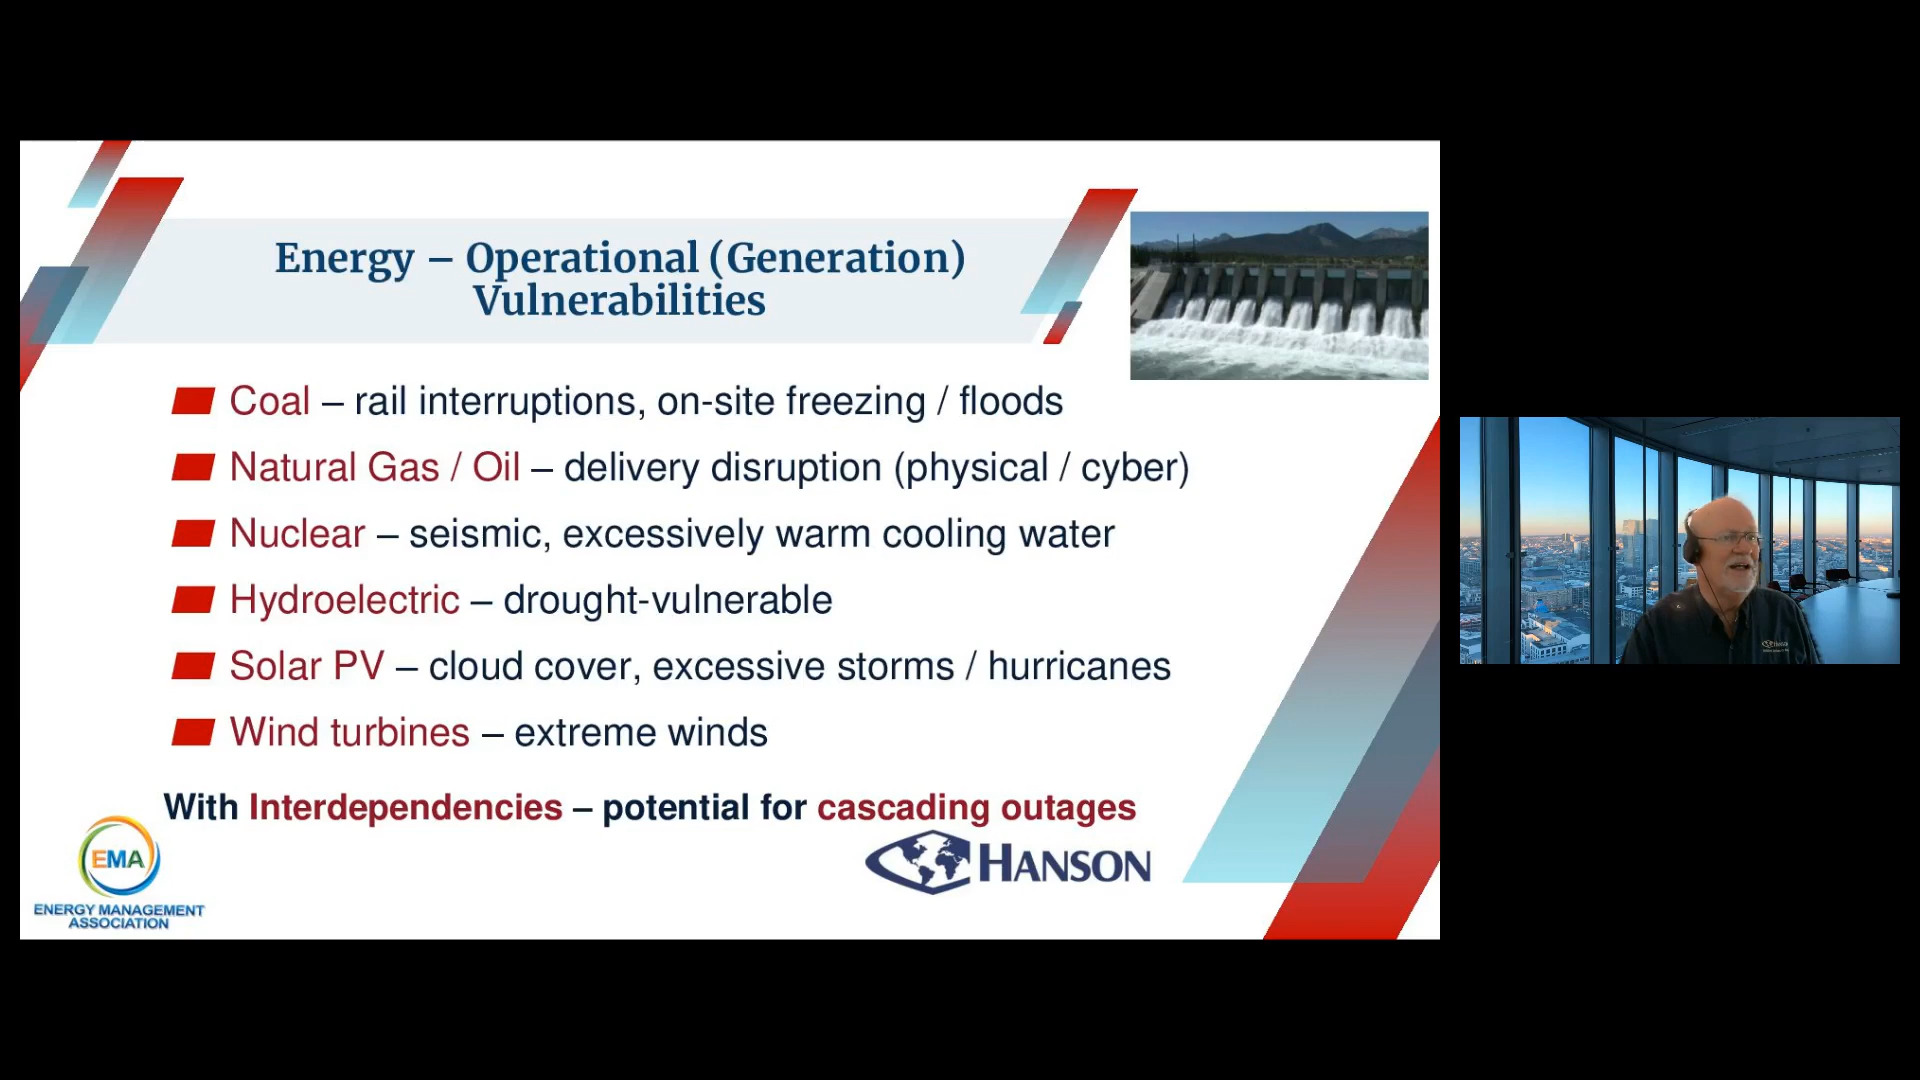 Energy – Operational (Generation)
Vulnerabilities
Coal – rail interruptions, on-site freezing / floods
Natural Gas / Oil – delivery disruption (physical / cyber)
Nuclear – seismic, excessively warm cooling water
Hydroelectric – drought-vulnerable
Solar PV – cloud cover, excessive storms / hurricanes
Wind turbines – extreme winds
With Interdependencies – potential for cascading outages
EMA
ENERGY MANAGEMENT
ASSOCIATION
HANSON